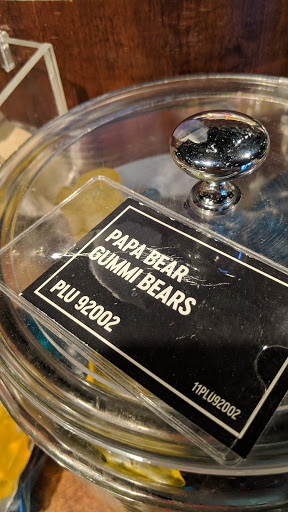 PAPA BEAR
GUMMI BEARS
PLU 92002
11PLU92002